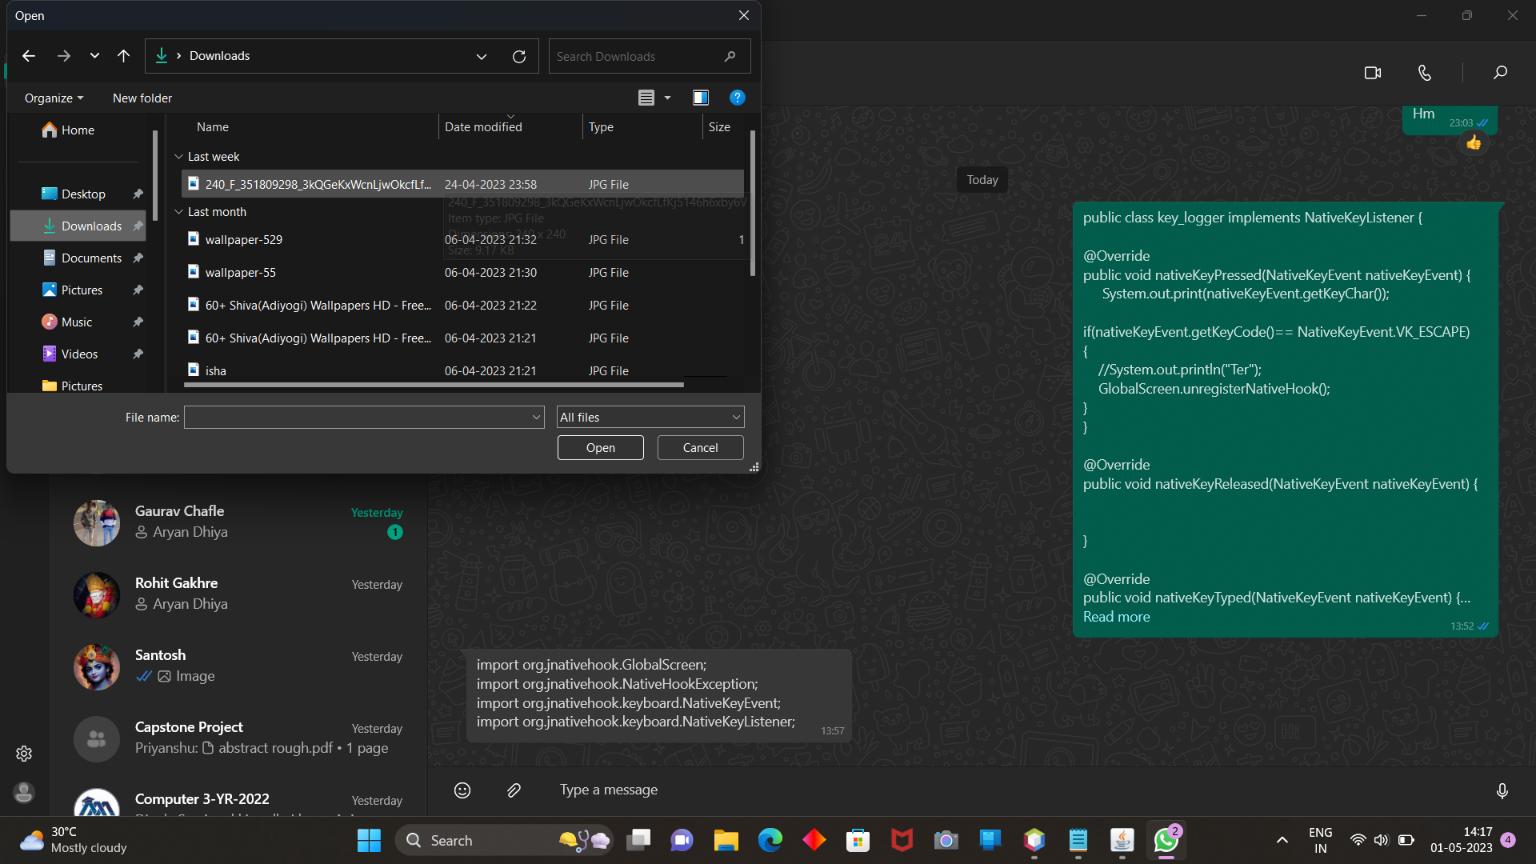 Open
Downloads
Search Downloads
Organize
New folder
Home
Desktop
Downloads
Documents
Pictures
Music
Videos
Pictures
Name
Date modified
Type
Size
Last week
240_F_351809298_3kQGeKxWcnLjwOkcfLf...
24-04-2023 23:58
JPG File
Last month
Item type: JPG File
Dimensions: 240 x 240
Size: 9.17 KB
wallpaper-529
06-04-2023 21:32
JPG File
1
wallpaper-55
06-04-2023 21:30
JPG File
60+ Shiva(Adiyogi) Wallpapers HD - Free...
06-04-2023 21:22
JPG File
60+ Shiva(Adiyogi) Wallpapers HD - Free...
06-04-2023 21:21
JPG File
isha
06-04-2023 21:21
JPG File
File name:
All files
Open
Cancel
Gaurav Chafle
Yesterday
Aryan Dhiya
1
Rohit Gakhre
Yesterday
Aryan Dhiya
Santosh
Yesterday
Image
Capstone Project
Yesterday
Priyanshu: abstract rough.pdf • 1 page
Computer 3-YR-2022
Yesterday
Hm
23:03
Today
public class key_logger implements NativeKeyListener {
@Override
public void nativeKeyPressed(NativeKeyEvent nativeKeyEvent) {
System.out.print(nativeKeyEvent.getKeyChar());
if(nativeKeyEvent.getKeyCode()== NativeKeyEvent.VK_ESCAPE)
{
//System.out.println("Ter");
GlobalScreen.unregisterNativeHook();
}
}
@Override
public void nativeKeyReleased(NativeKeyEvent nativeKeyEvent) {
}
@Override
public void nativeKeyTyped(NativeKeyEvent nativeKeyEvent) {...
Read more
13:52
import org.jnativehook.GlobalScreen;
import org.jnativehook.NativeHookException;
import org.jnativehook.keyboard.NativeKeyEvent;
import org.jnativehook.keyboard.NativeKeyListener;
13:57
Type a message
30°C
Mostly cloudy
Search
2
ENG
IN
14:17
01-05-2023
4